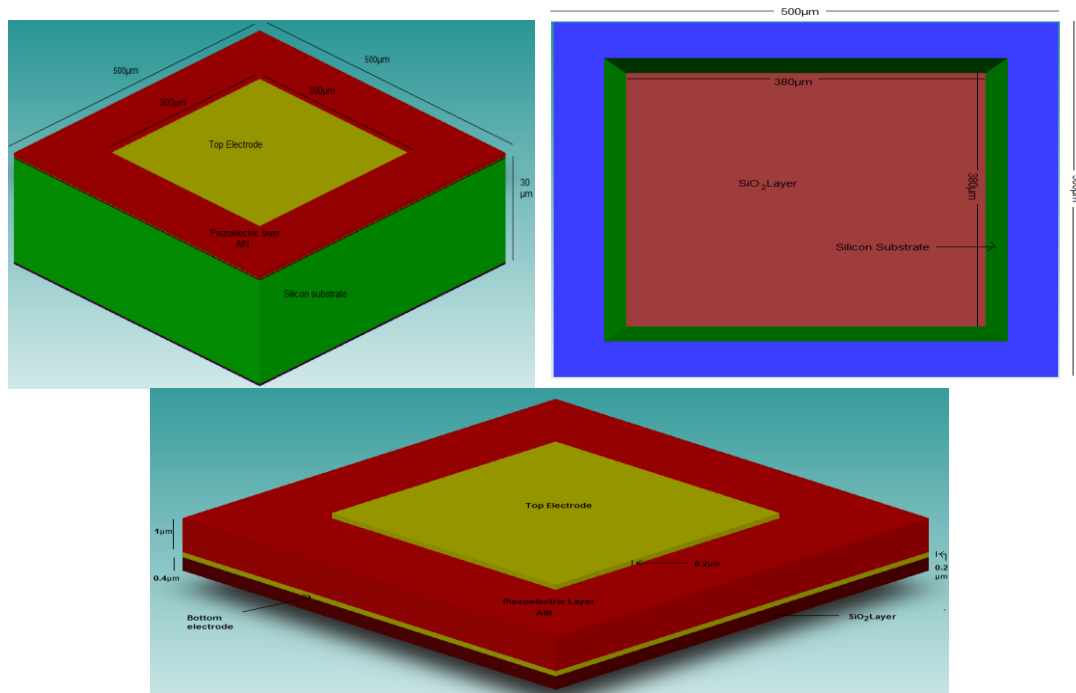 500µm
500µm
300µm
300µm
Top Electrode
30
µm
Piezoelectric layer
AlN
Silicon substrate
500µm
380µm
SiO₂Layer
380µm
Silicon Substrate
Top Electrode
1µm
0.4µm
0.2µm
0.2
µm
Piezoelectric Layer
AlN
Bottom
electrode
SiO₂Layer